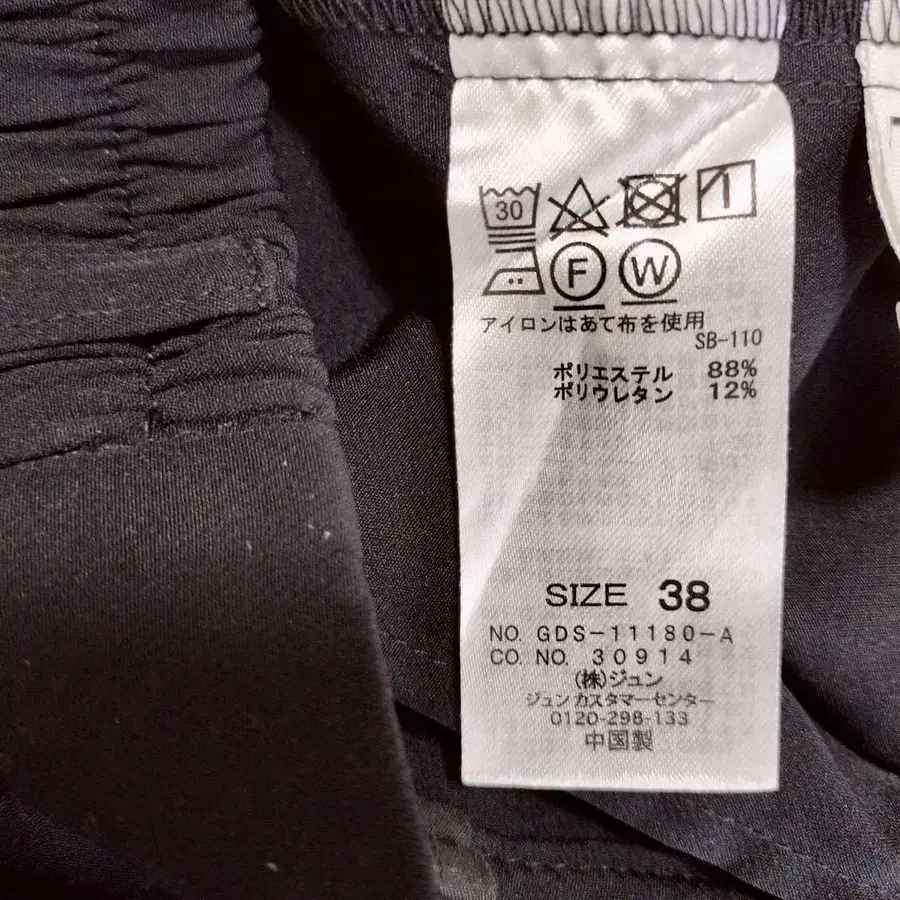 30
F W
アイロンはあて布を使用
SB-110
ポリエステル 88%
ポリウレタン 12%
SIZE 38
NO. GDS-11180-A
CO. NO. 30914
(株)ジュン
ジュンカスタマーセンター
0120-298-133
中国製